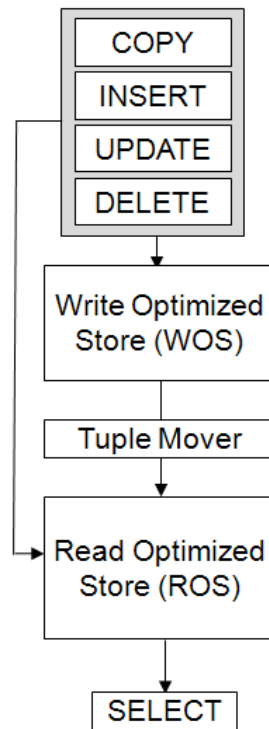 COPY
INSERT
UPDATE
DELETE
Write Optimized
Store (WOS)
Tuple Mover
Read Optimized
Store (ROS)
SELECT